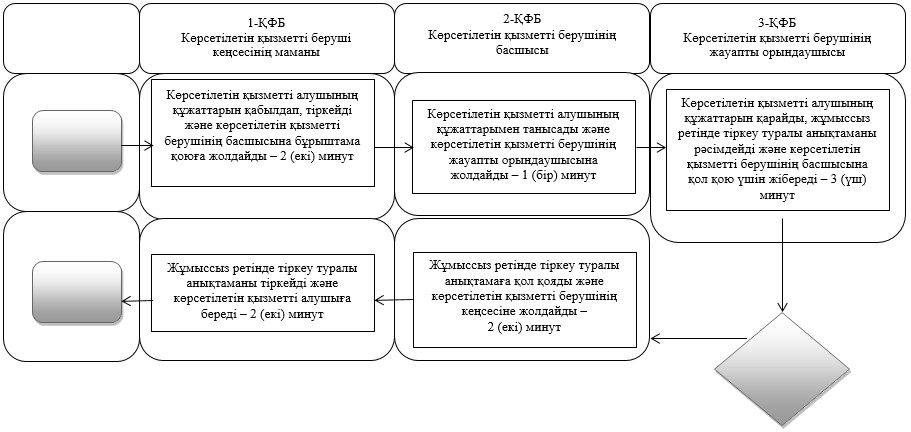 1-ҚФБ
Көрсетілетін қызметті беруші
кеңсесінің маманы
2-ҚФБ
Көрсетілетін қызметті берушінің
басшысы
3-ҚФБ
Көрсетілетін қызметті берушінің
жауапты орындаушысы
Көрсетілетін қызметті алушының
құжаттарын қабылдап, тіркейді
және көрсетілетін қызметті
берушінің басшысына бұрыштама
қоюға жолдайды – 2 (екі) минут
Көрсетілетін қызметті алушының
құжаттарымен танысады және
көрсетілетін қызметті берушінің
жауапты орындаушысына
жолдайды – 1 (бір) минут
Көрсетілетін қызметті алушының
құжаттарын қарайды, жұмыссыз
ретінде тіркеу туралы анықтаманы
рәсімдейді және көрсетілетін
қызметті берушінің басшысына
қол қою үшін жібереді – 3 (үш)
минут
Жұмыссыз ретінде тіркеу туралы
анықтаманы тіркейді және
көрсетілетін қызметті алушыға
береді – 2 (екі) минут
Жұмыссыз ретінде тіркеу туралы
анықтамаға қол қояды және
көрсетілетін қызметті берушінің
кеңсесіне жолдайды –
2 (екі) минут